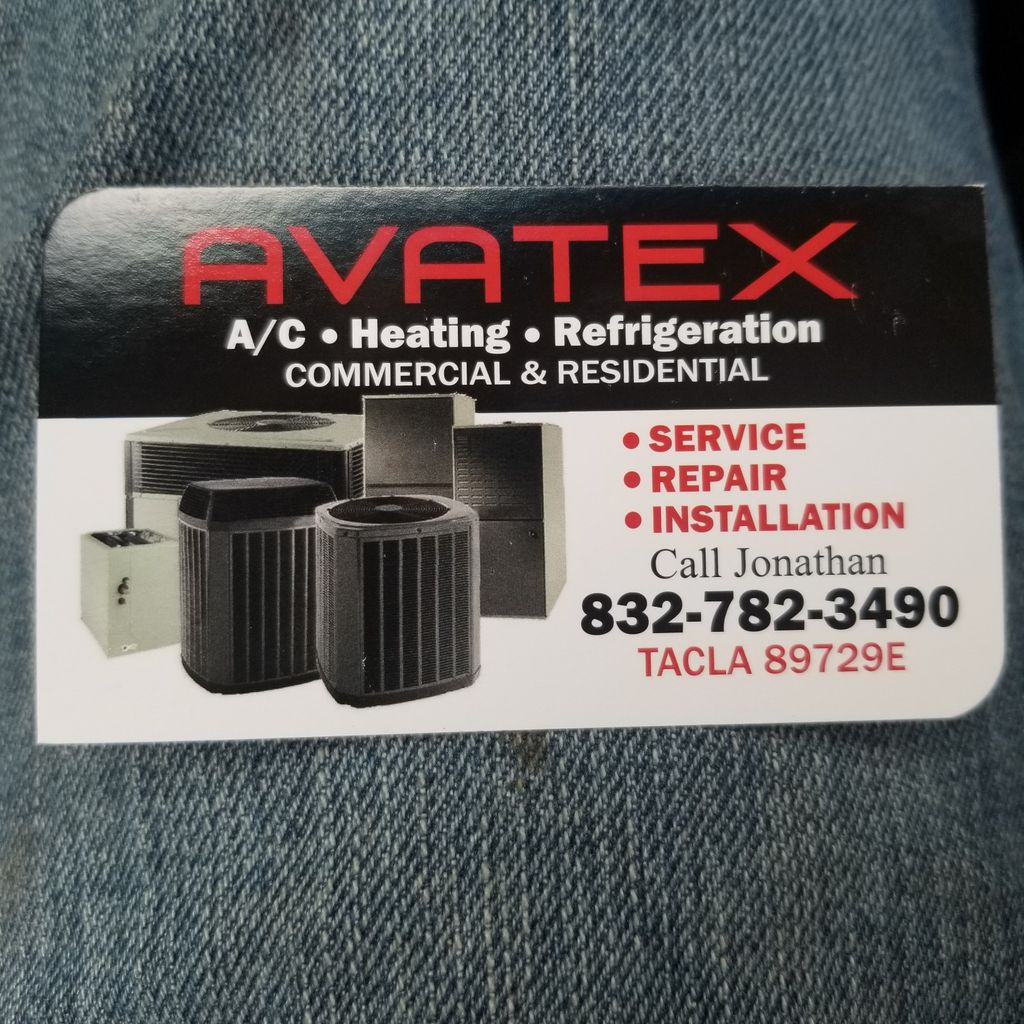 AVATEX
A/C • Heating • Refrigeration
COMMERCIAL & RESIDENTIAL
• SERVICE
• REPAIR
• INSTALLATION
Call Jonathan
832-782-3490
TACLA 89729E